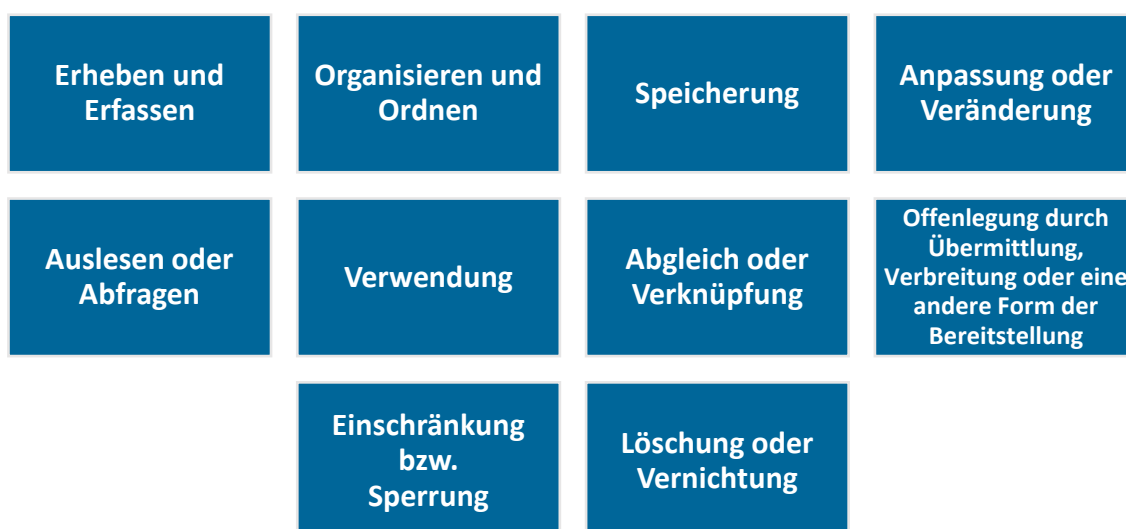 Erheben und
Erfassen
Organisieren und
Ordnen
Speicherung
Anpassung oder
Veränderung
Auslesen oder
Abfragen
Verwendung
Abgleich oder
Verknüpfung
Offenlegung durch
Übermittlung,
Verbreitung oder eine
andere Form der
Bereitstellung
Einschränkung
bzw.
Sperrung
Löschung oder
Vernichtung